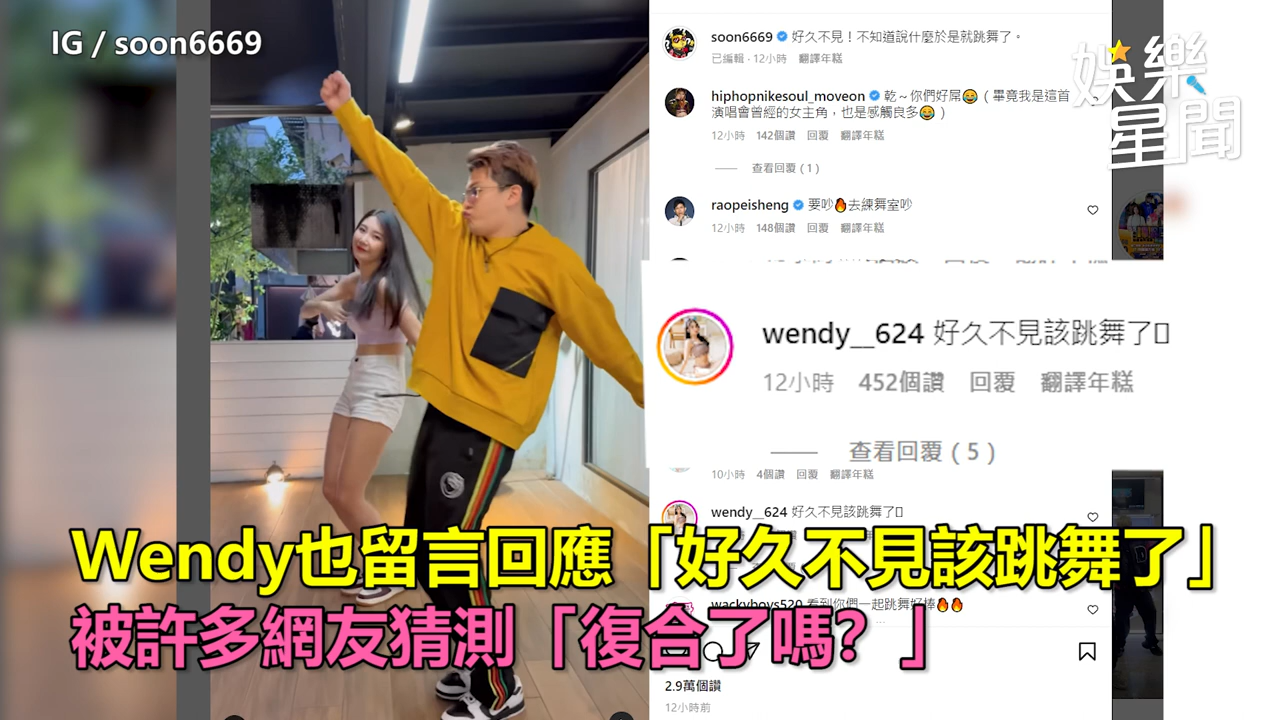 IG / soon6669
soon6669 好久不見！不知道說什麼於是就跳舞了。
已編輯 · 12小時 翻譯年糕
娛樂
星聞
hiphopnikesoul_moveon 乾～你們好屌😂（畢竟我是這首
演唱會曾經的女主角，也是感觸良多😂）
12小時 142個讚 回覆 翻譯年糕
查看回覆（1）
raopeisheng 要吵🔥去練舞室吵
12小時 148個讚 回覆 翻譯年糕
wendy__624 好久不見該跳舞了
12小時 452個讚 回覆 翻譯年糕
查看回覆（5）
10小時 4個讚 回覆 翻譯年糕
wendy__624 好久不見該跳舞了
Wendy也留言回應「好久不見該跳舞了」
wackyboys520 看到你們一起跳舞好棒🔥🔥
被許多網友猜測「復合了嗎？」
2.9萬個讚
12小時前